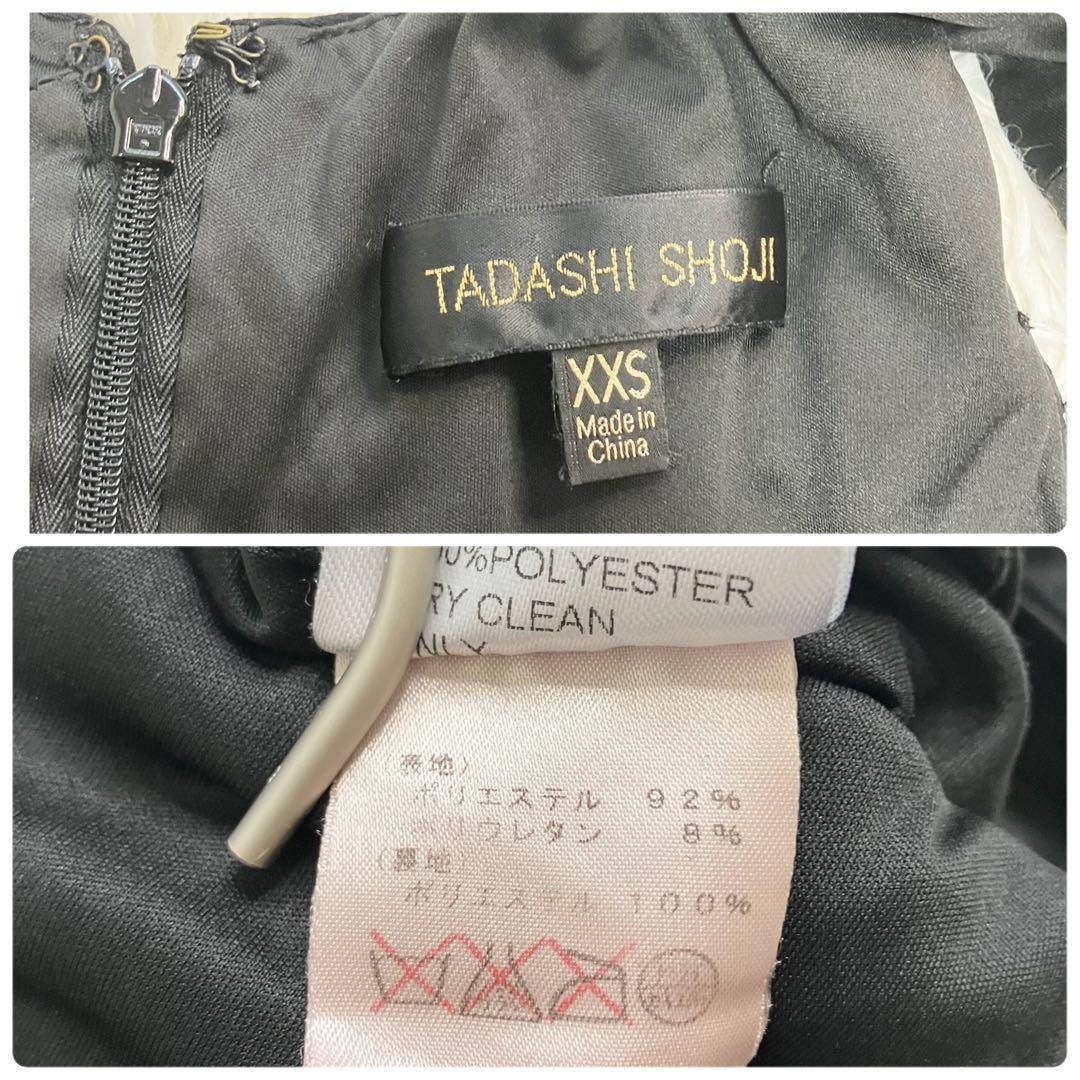 TADASHI SHOJI
XXS
Made in
China
0%POLYESTER
RY CLEAN
NLY
(表地)
ポリエステル 92%
ポリウレタン 8%
(裏地)
ポリエステル 100%